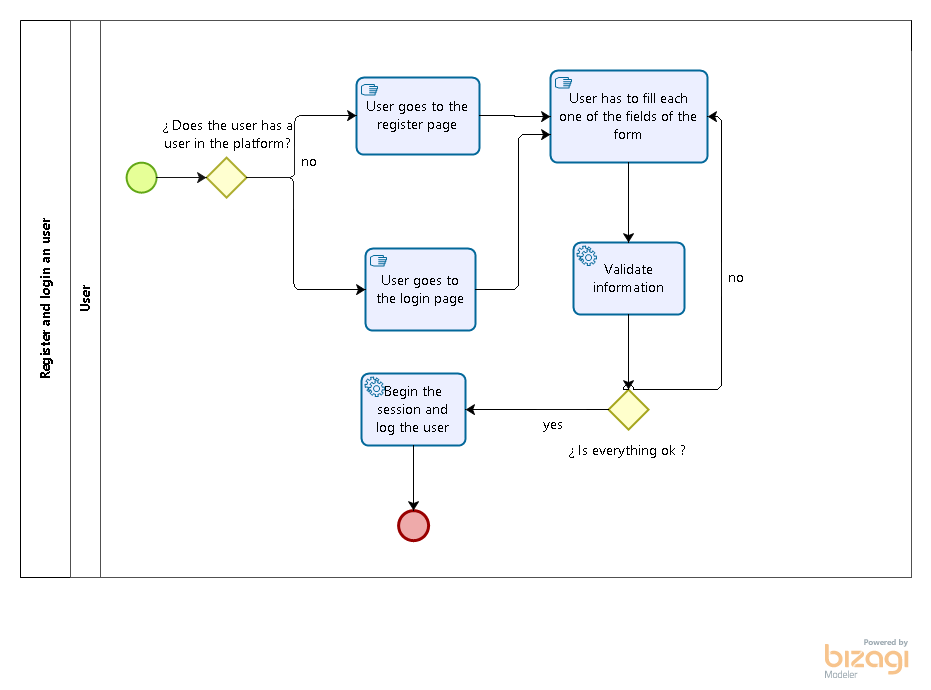 Register and login an user
User
¿ Does the user has a
user in the platform?
no
User goes to the
register page
User has to fill each
one of the fields of the
form
User goes to
the login page
Validate
information
no
Begin the
session and
log the user
yes
¿ Is everything ok ?
Powered by
bizagi
Modeler